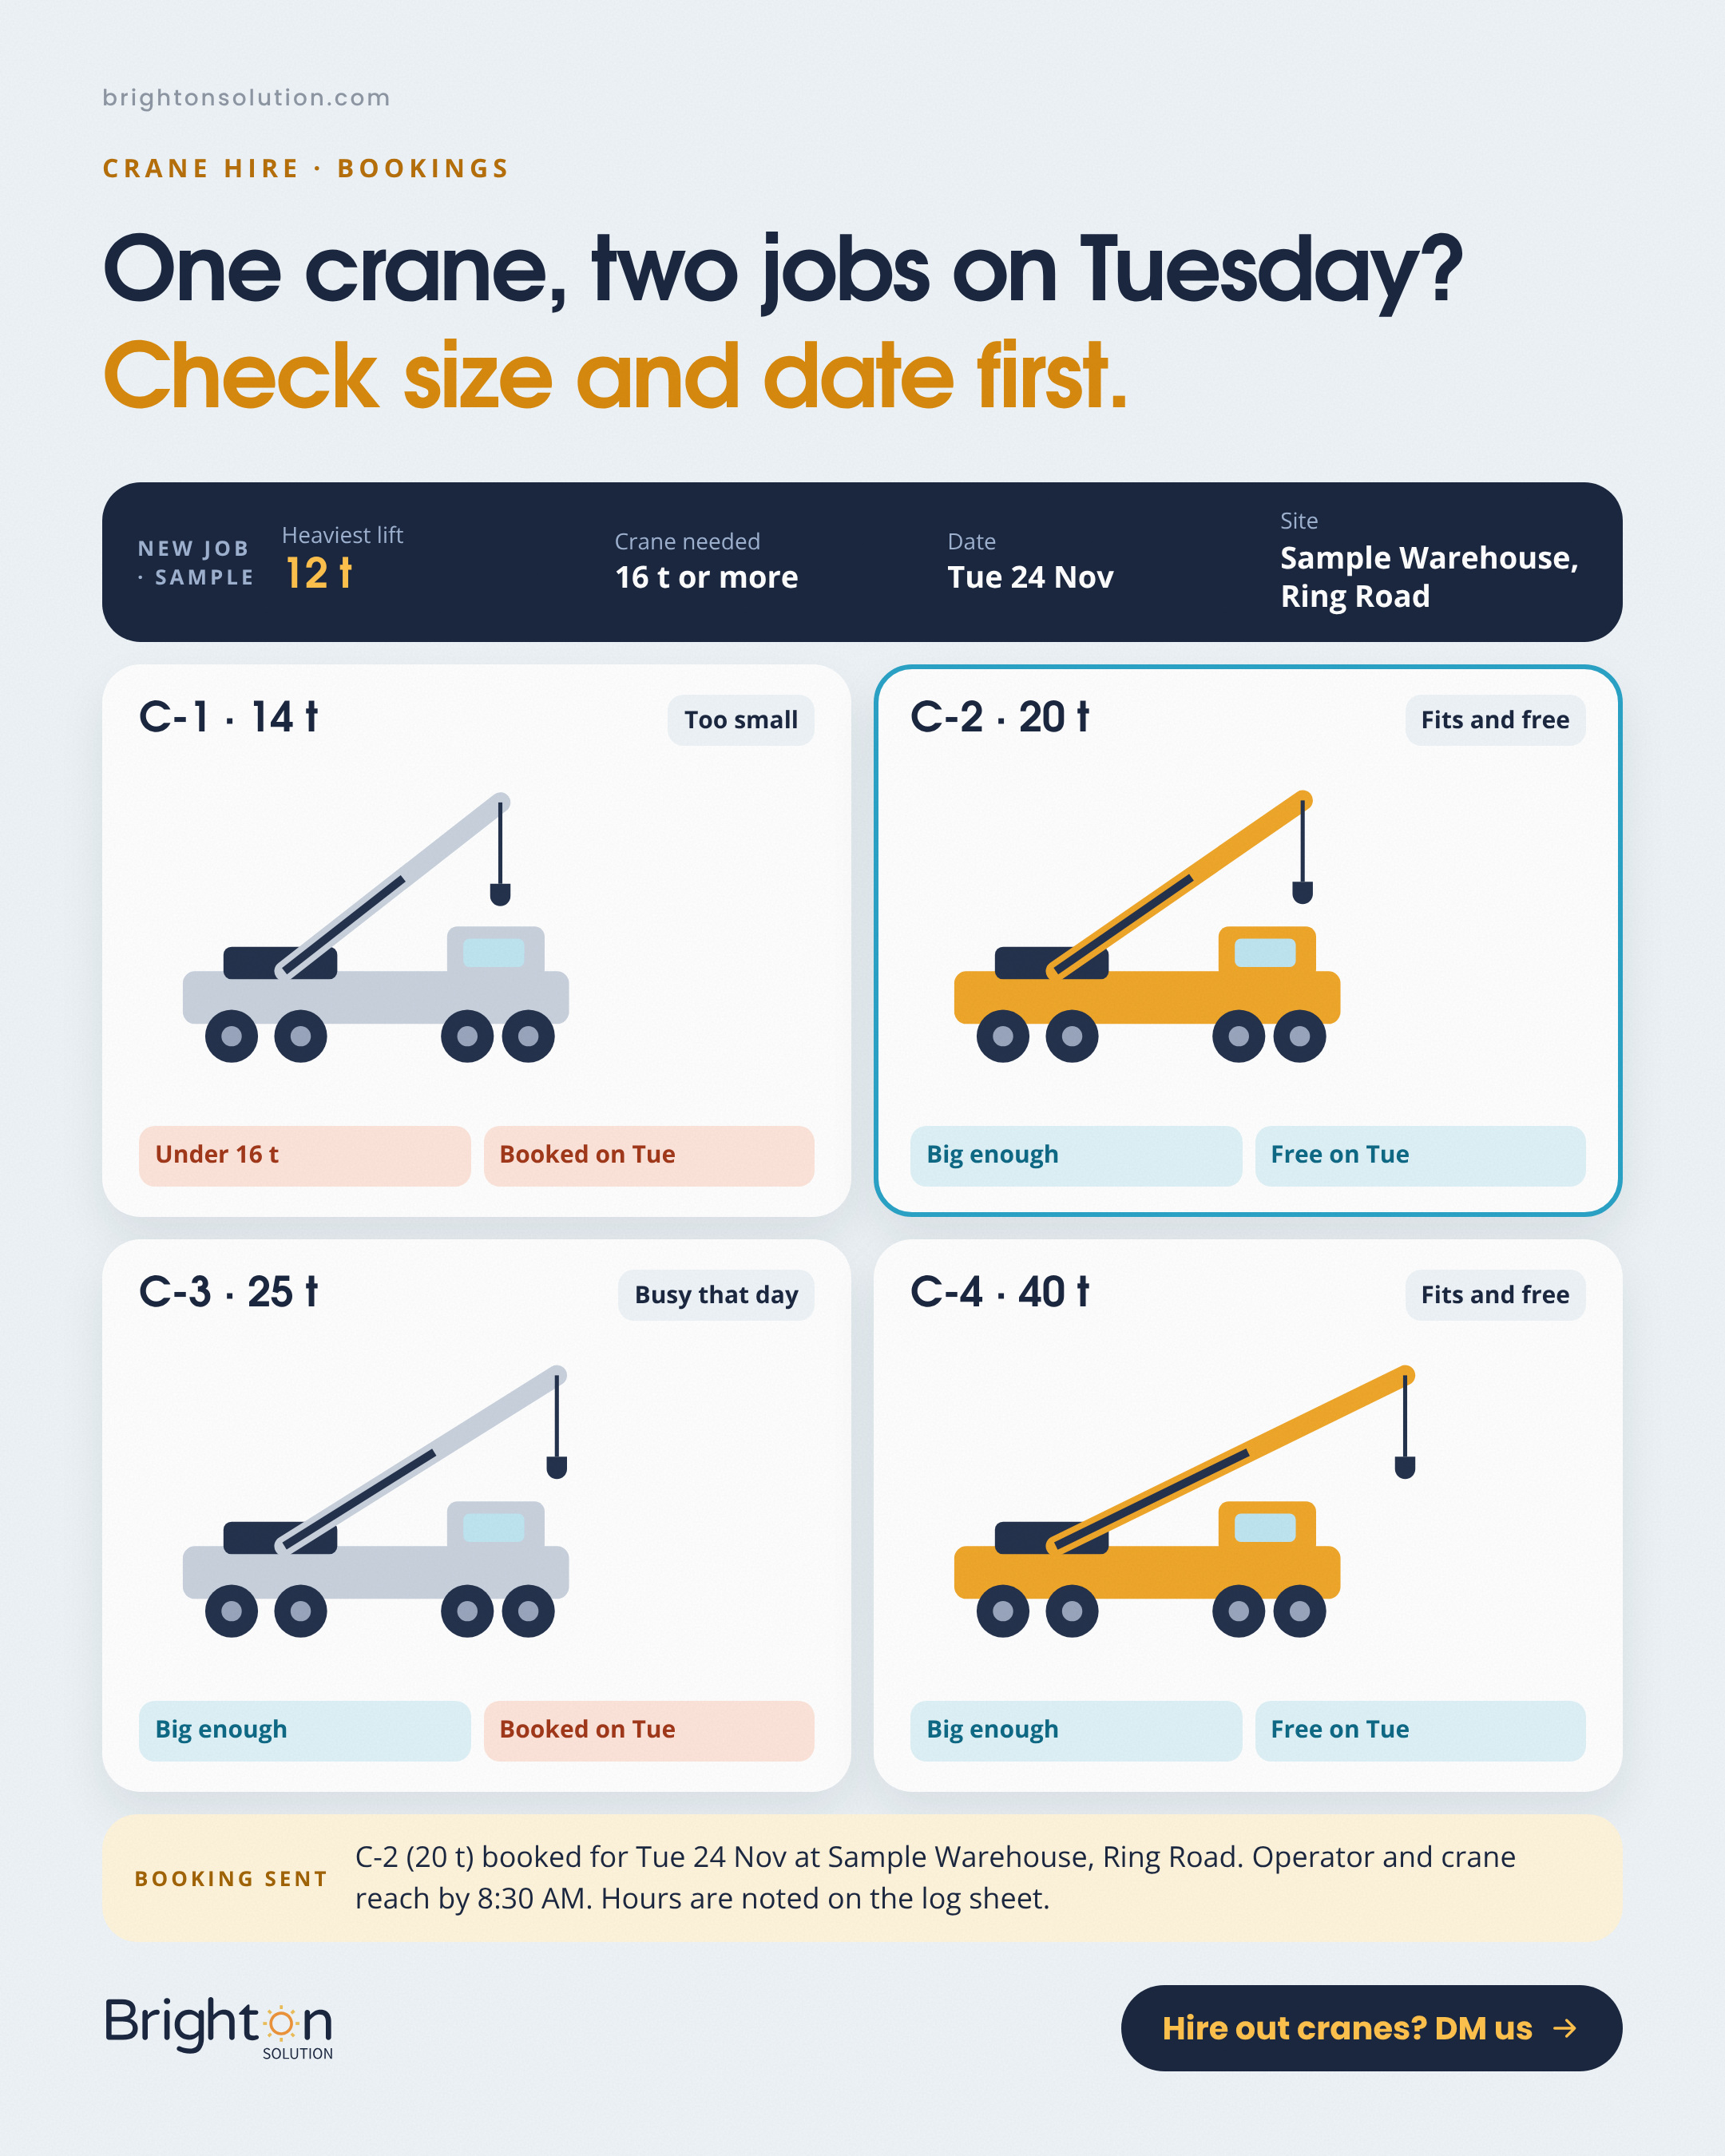 brightonsolution.com
CRANE HIRE · BOOKINGS
One crane, two jobs on Tuesday?
Check size and date first.
NEW JOB
· SAMPLE
Heaviest lift
12 t
Crane needed
16 t or more
Date
Tue 24 Nov
Site
Sample Warehouse,
Ring Road
C-1 · 14 t
Too small
Under 16 t
Booked on Tue
C-2 · 20 t
Fits and free
Big enough
Free on Tue
C-3 · 25 t
Busy that day
Big enough
Booked on Tue
C-4 · 40 t
Fits and free
Big enough
Free on Tue
BOOKING SENT
C-2 (20 t) booked for Tue 24 Nov at Sample Warehouse, Ring Road. Operator and crane
reach by 8:30 AM. Hours are noted on the log sheet.
Brighton
SOLUTION
Hire out cranes? DM us →